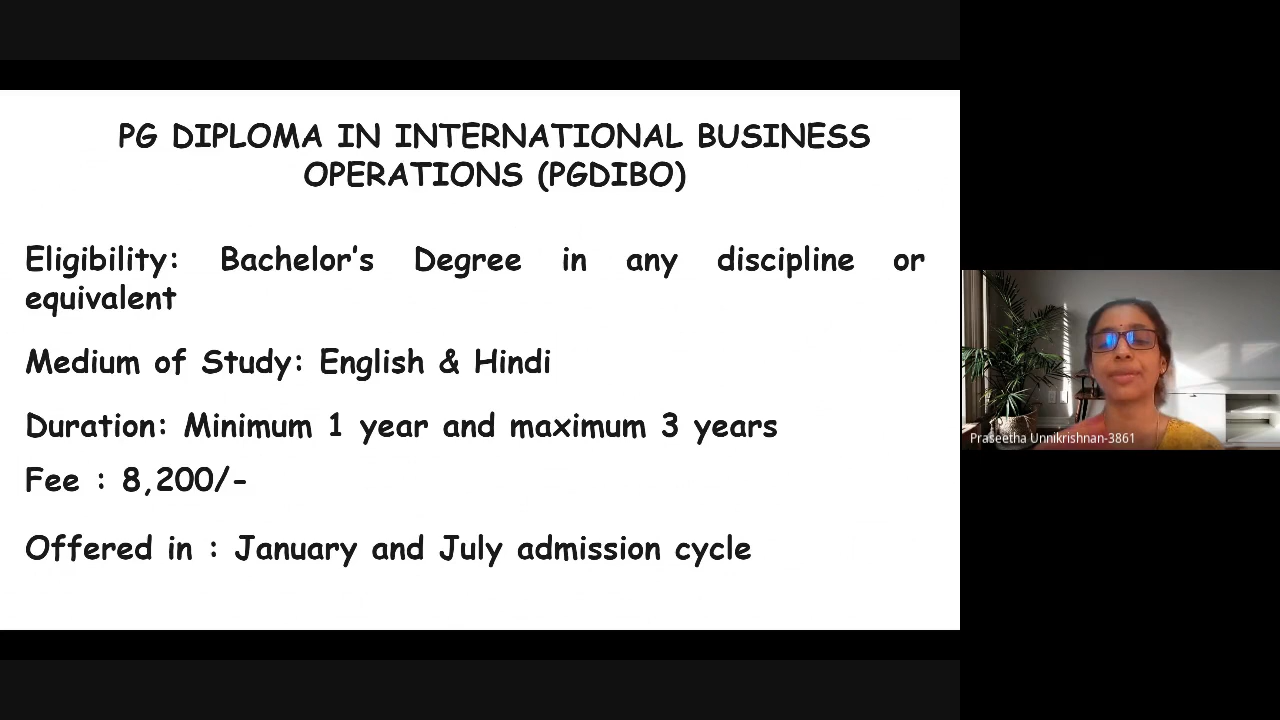 PG DIPLOMA IN INTERNATIONAL BUSINESS
OPERATIONS (PGDIBO)
Eligibility: Bachelor's Degree in any discipline or
equivalent
Medium of Study: English & Hindi
Duration: Minimum 1 year and maximum 3 years
Fee : 8,200/-
Offered in : January and July admission cycle
Praseetha Unnikrishnan-3861